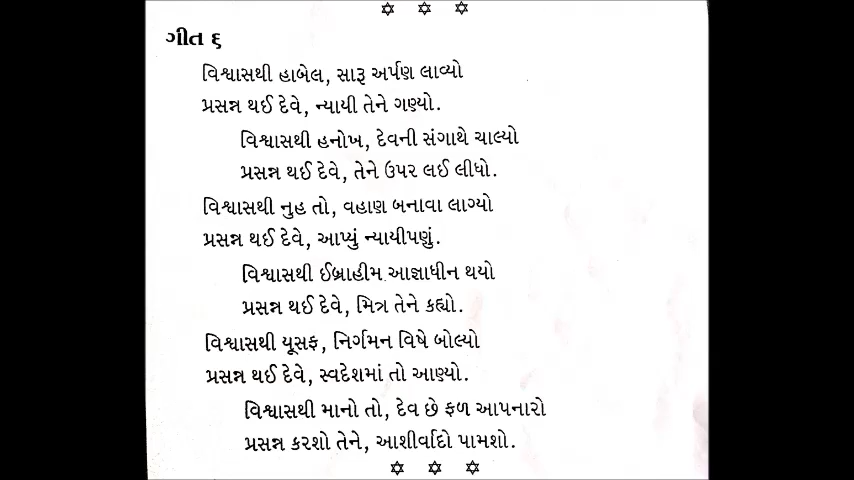 ગીત ૬
વિશ્વાસથી હાબેલ, સારૂ અર્પણ લાવ્યો
પ્રસન્ન થઈ દેવે, ન્યાયી તેને ગણ્યો.
વિશ્વાસથી હનોખ, દેવની સંગાથે ચાલ્યો
પ્રસન્ન થઈ દેવે, તેને ઉપર લઈ લીધો.
વિશ્વાસથી નુહ તો, વહાણ બનાવા લાગ્યો
પ્રસન્ન થઈ દેવે, આપ્યું ન્યાયીપણું.
વિશ્વાસથી ઈબ્રાહીમ આજ્ઞાધીન થયો
પ્રસન્ન થઈ દેવે, મિત્ર તેને કહ્યો.
વિશ્વાસથી યૂસફ, નિર્ગમન વિષે બોલ્યો
પ્રસન્ન થઈ દેવે, સ્વદેશમાં તો આણ્યો.
વિશ્વાસથી માનો તો, દેવ છે ફળ આપનારો
પ્રસન્ન કરશો તેને, આશીર્વાદો પામશો.